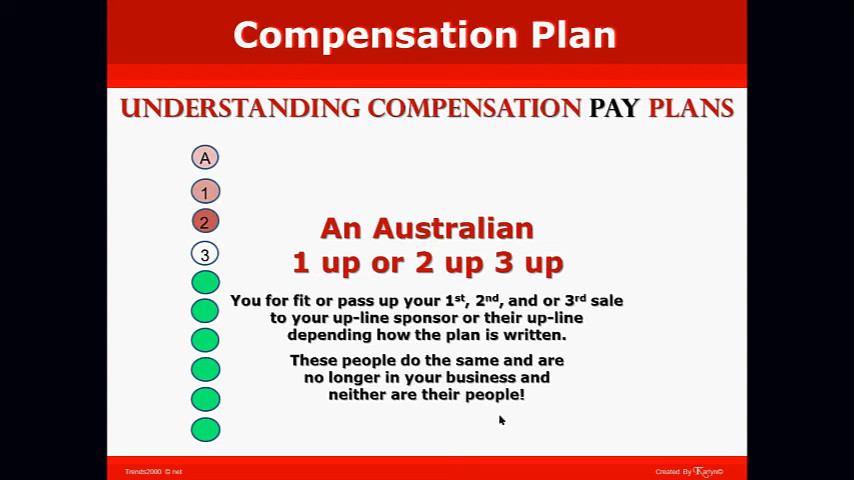 Compensation Plan
UNDERSTANDING COMPENSATION PAY PLANS
A
1
2
3
An Australian
1 up or 2 up 3 up
You for fit or pass up your 1st, 2nd, and or 3rd sale
to your up-line sponsor or their up-line
depending how the plan is written.
These people do the same and are
no longer in your business and
neither are their people!
Trends2000 © net
Created By Karyn©